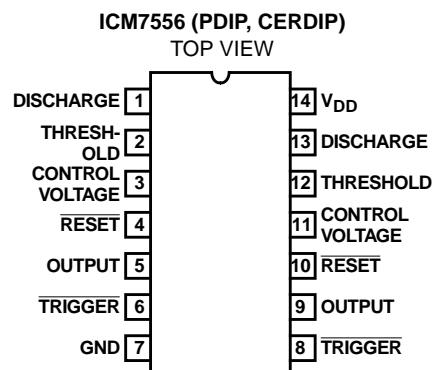 ICM7556 (PDIP, CERDIP)
TOP VIEW
DISCHARGE 1
14 VDD
THRESH-
OLD 2
13 DISCHARGE
CONTROL
VOLTAGE 3
12 THRESHOLD
RESET 4
11 CONTROL
VOLTAGE
OUTPUT 5
10 RESET
TRIGGER 6
9 OUTPUT
GND 7
8 TRIGGER